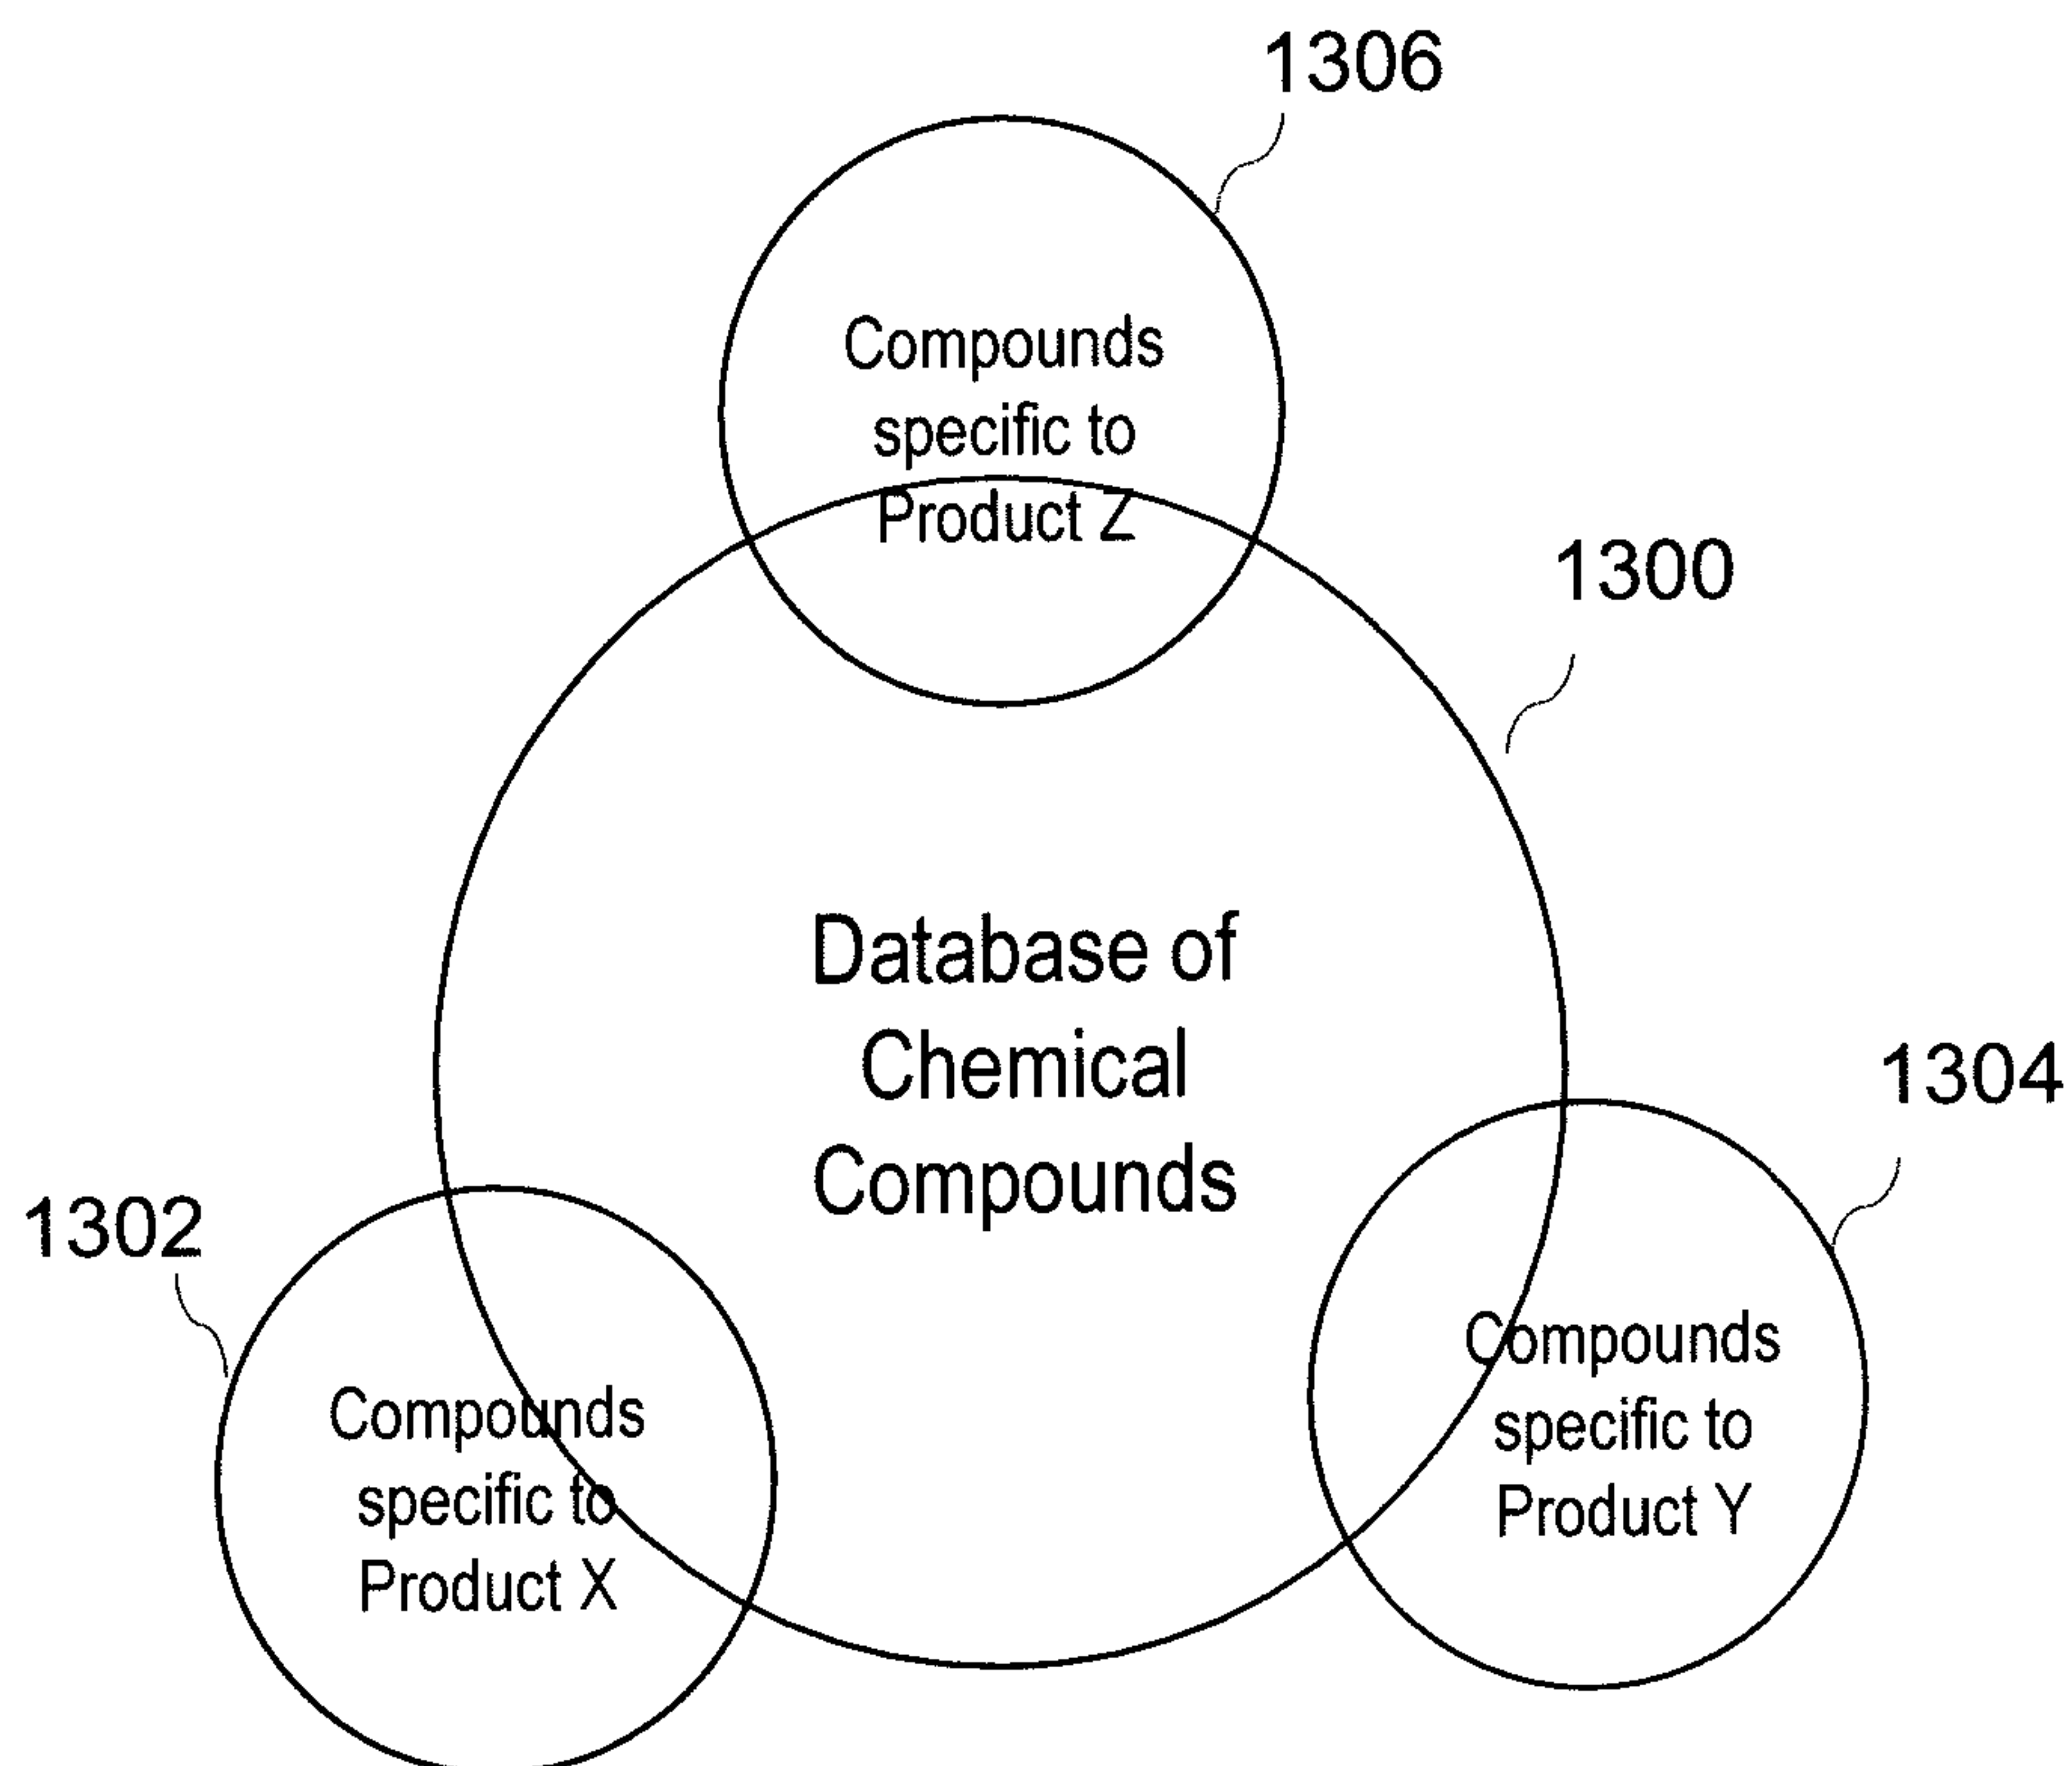 1306
Compounds
specific to
Product Z
1300
Database of
Chemical
Compounds
1304
Compounds
specific to
Product Y
1302
Compounds
specific to
Product X